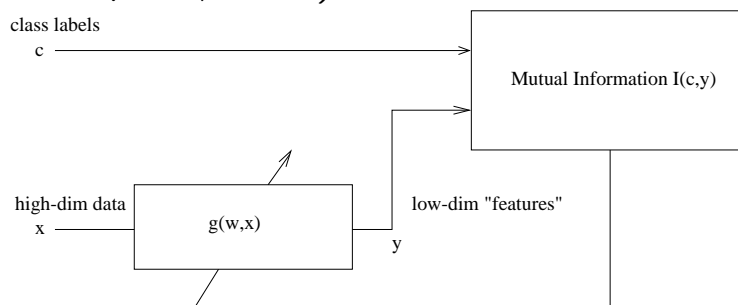 class labels
c
Mutual Information I(c,y)
high-dim data
x
g(w,x)
low-dim "features"
y